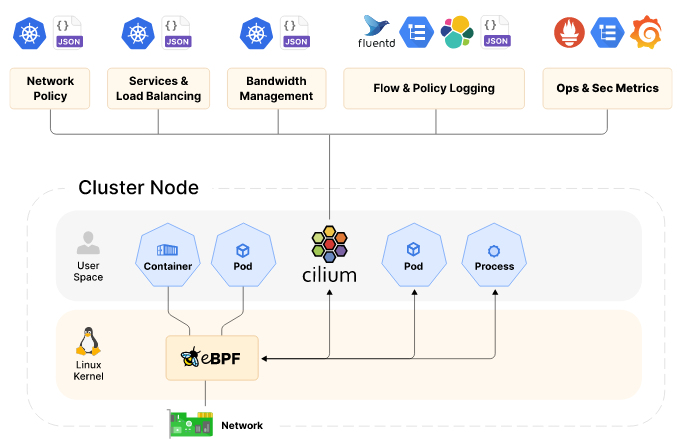 { }
JSON
{ }
JSON
{ }
JSON
fluentd
{ }
JSON
Network
Policy
Services &
Load Balancing
Bandwidth
Management
Flow & Policy Logging
Ops & Sec Metrics
Cluster Node
User
Space
Container
Pod
cilium
Pod
Process
Linux
Kernel
eBPF
Network